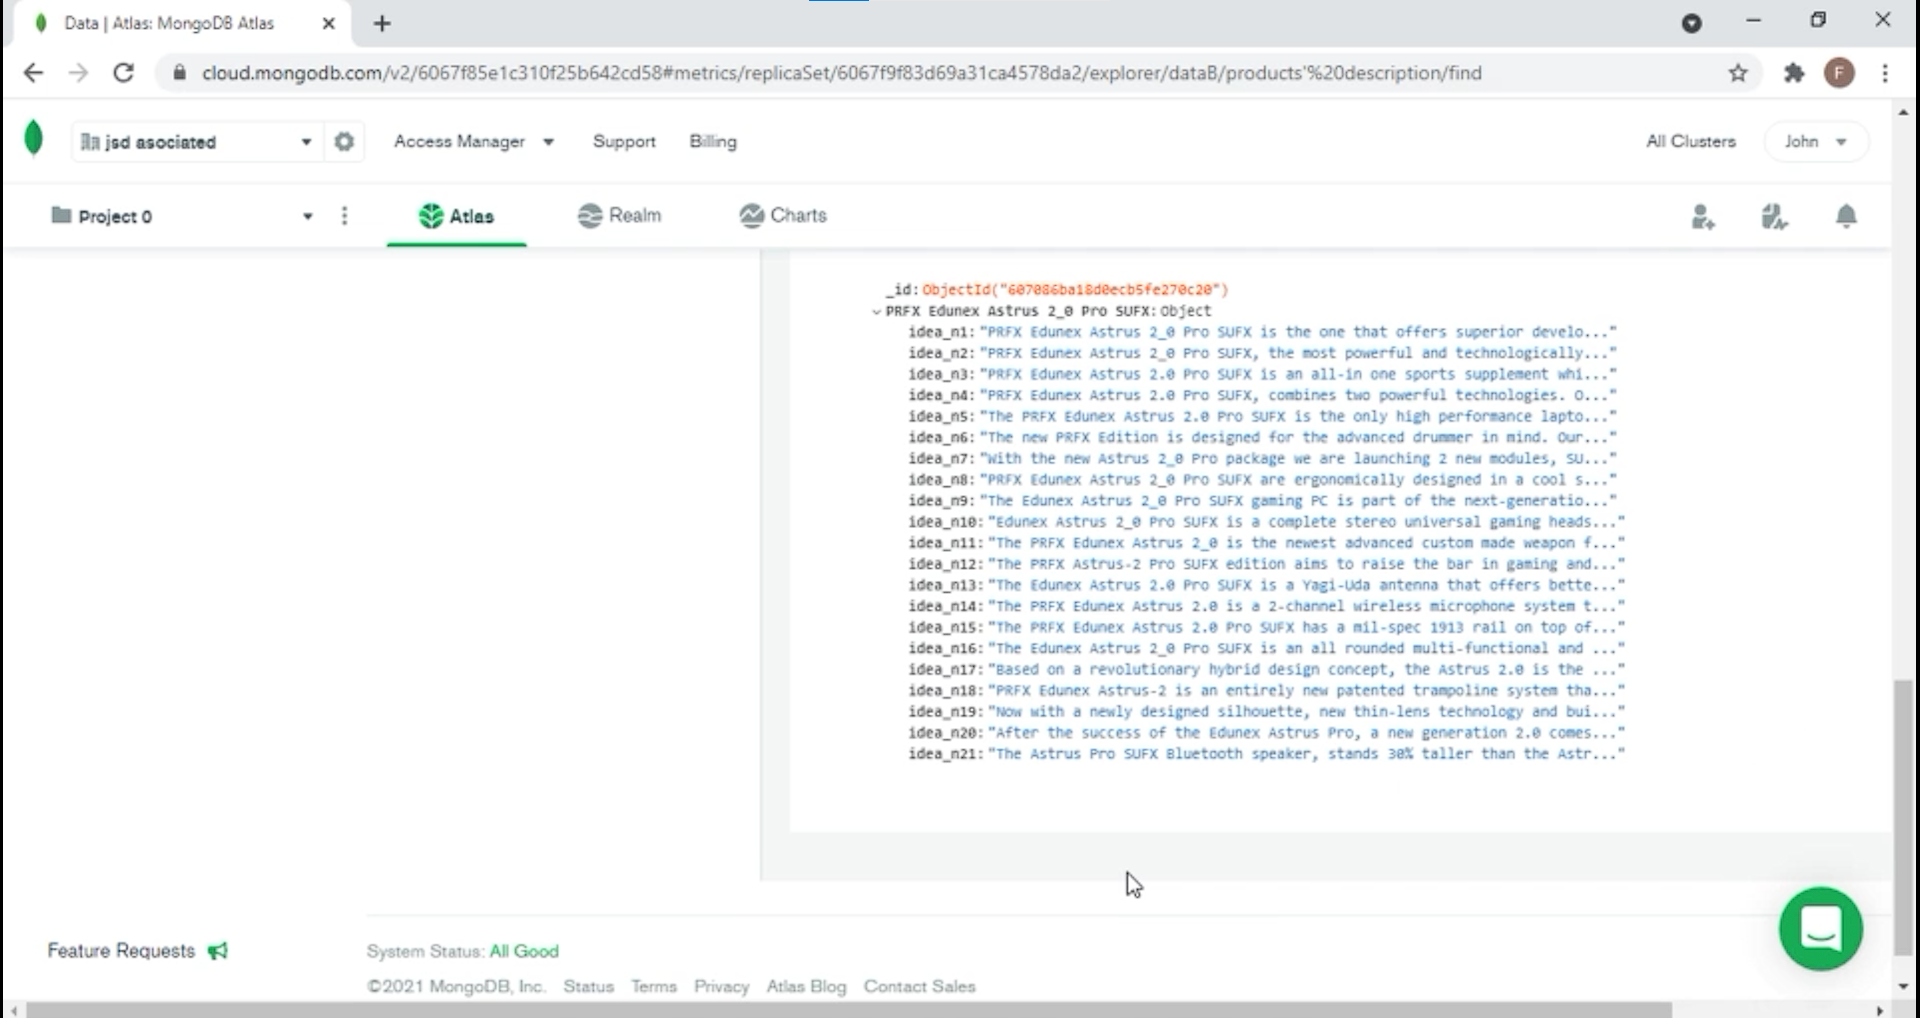 Data | Atlas: MongoDB Atlas
cloud.mongodb.com/v2/6067f85e1c310f25b642cd58#metrics/replicaSet/6067f9f83d69a31ca4578da2/explorer/dataB/products'%20description/find
F
jsd asociated
Access Manager
Support
Billing
All Clusters
John
Project 0
Atlas
Realm
Charts
_id: ObjectId("607086ba18d0ecb5fe270c20")
PRFX Edunex Astrus 2_0 Pro SUFX: Object
idea_n1: "PRFX Edunex Astrus 2_0 Pro SUFX is the one that offers superior develo..."
idea_n2: "PRFX Edunex Astrus 2_0 Pro SUFX, the most powerful and technologically..."
idea_n3: "PRFX Edunex Astrus 2.0 Pro SUFX is an all-in one sports supplement whi..."
idea_n4: "PRFX Edunex Astrus 2.0 Pro SUFX, combines two powerful technologies. O..."
idea_n5: "The PRFX Edunex Astrus 2.0 Pro SUFX is the only high performance lapto..."
idea_n6: "The new PRFX Edition is designed for the advanced drummer in mind. Our..."
idea_n7: "With the new Astrus 2_0 Pro package we are launching 2 new modules, SU..."
idea_n8: "PRFX Edunex Astrus 2_0 Pro SUFX are ergonomically designed in a cool s..."
idea_n9: "The Edunex Astrus 2_0 Pro SUFX gaming PC is part of the next-generatio..."
idea_n10: "Edunex Astrus 2_0 Pro SUFX is a complete stereo universal gaming heads..."
idea_n11: "The PRFX Edunex Astrus 2_0 is the newest advanced custom made weapon f..."
idea_n12: "The PRFX Astrus-2 Pro SUFX edition aims to raise the bar in gaming and..."
idea_n13: "The Edunex Astrus 2.0 Pro SUFX is a Yagi-Uda antenna that offers bette..."
idea_n14: "The PRFX Edunex Astrus 2.0 is a 2-channel wireless microphone system t..."
idea_n15: "The PRFX Edunex Astrus 2.0 Pro SUFX has a mil-spec 1913 rail on top of..."
idea_n16: "The Edunex Astrus 2_0 Pro SUFX is an all rounded multi-functional and ..."
idea_n17: "Based on a revolutionary hybrid design concept, the Astrus 2.0 is the ..."
idea_n18: "PRFX Edunex Astrus-2 is an entirely new patented trampoline system tha..."
idea_n19: "Now with a newly designed silhouette, new thin-lens technology and bui..."
idea_n20: "After the success of the Edunex Astrus Pro, a new generation 2.0 comes..."
idea_n21: "The Astrus Pro SUFX Bluetooth speaker, stands 30% taller than the Astr..."
Feature Requests
System Status: All Good
©2021 MongoDB, Inc. Status Terms Privacy Atlas Blog Contact Sales